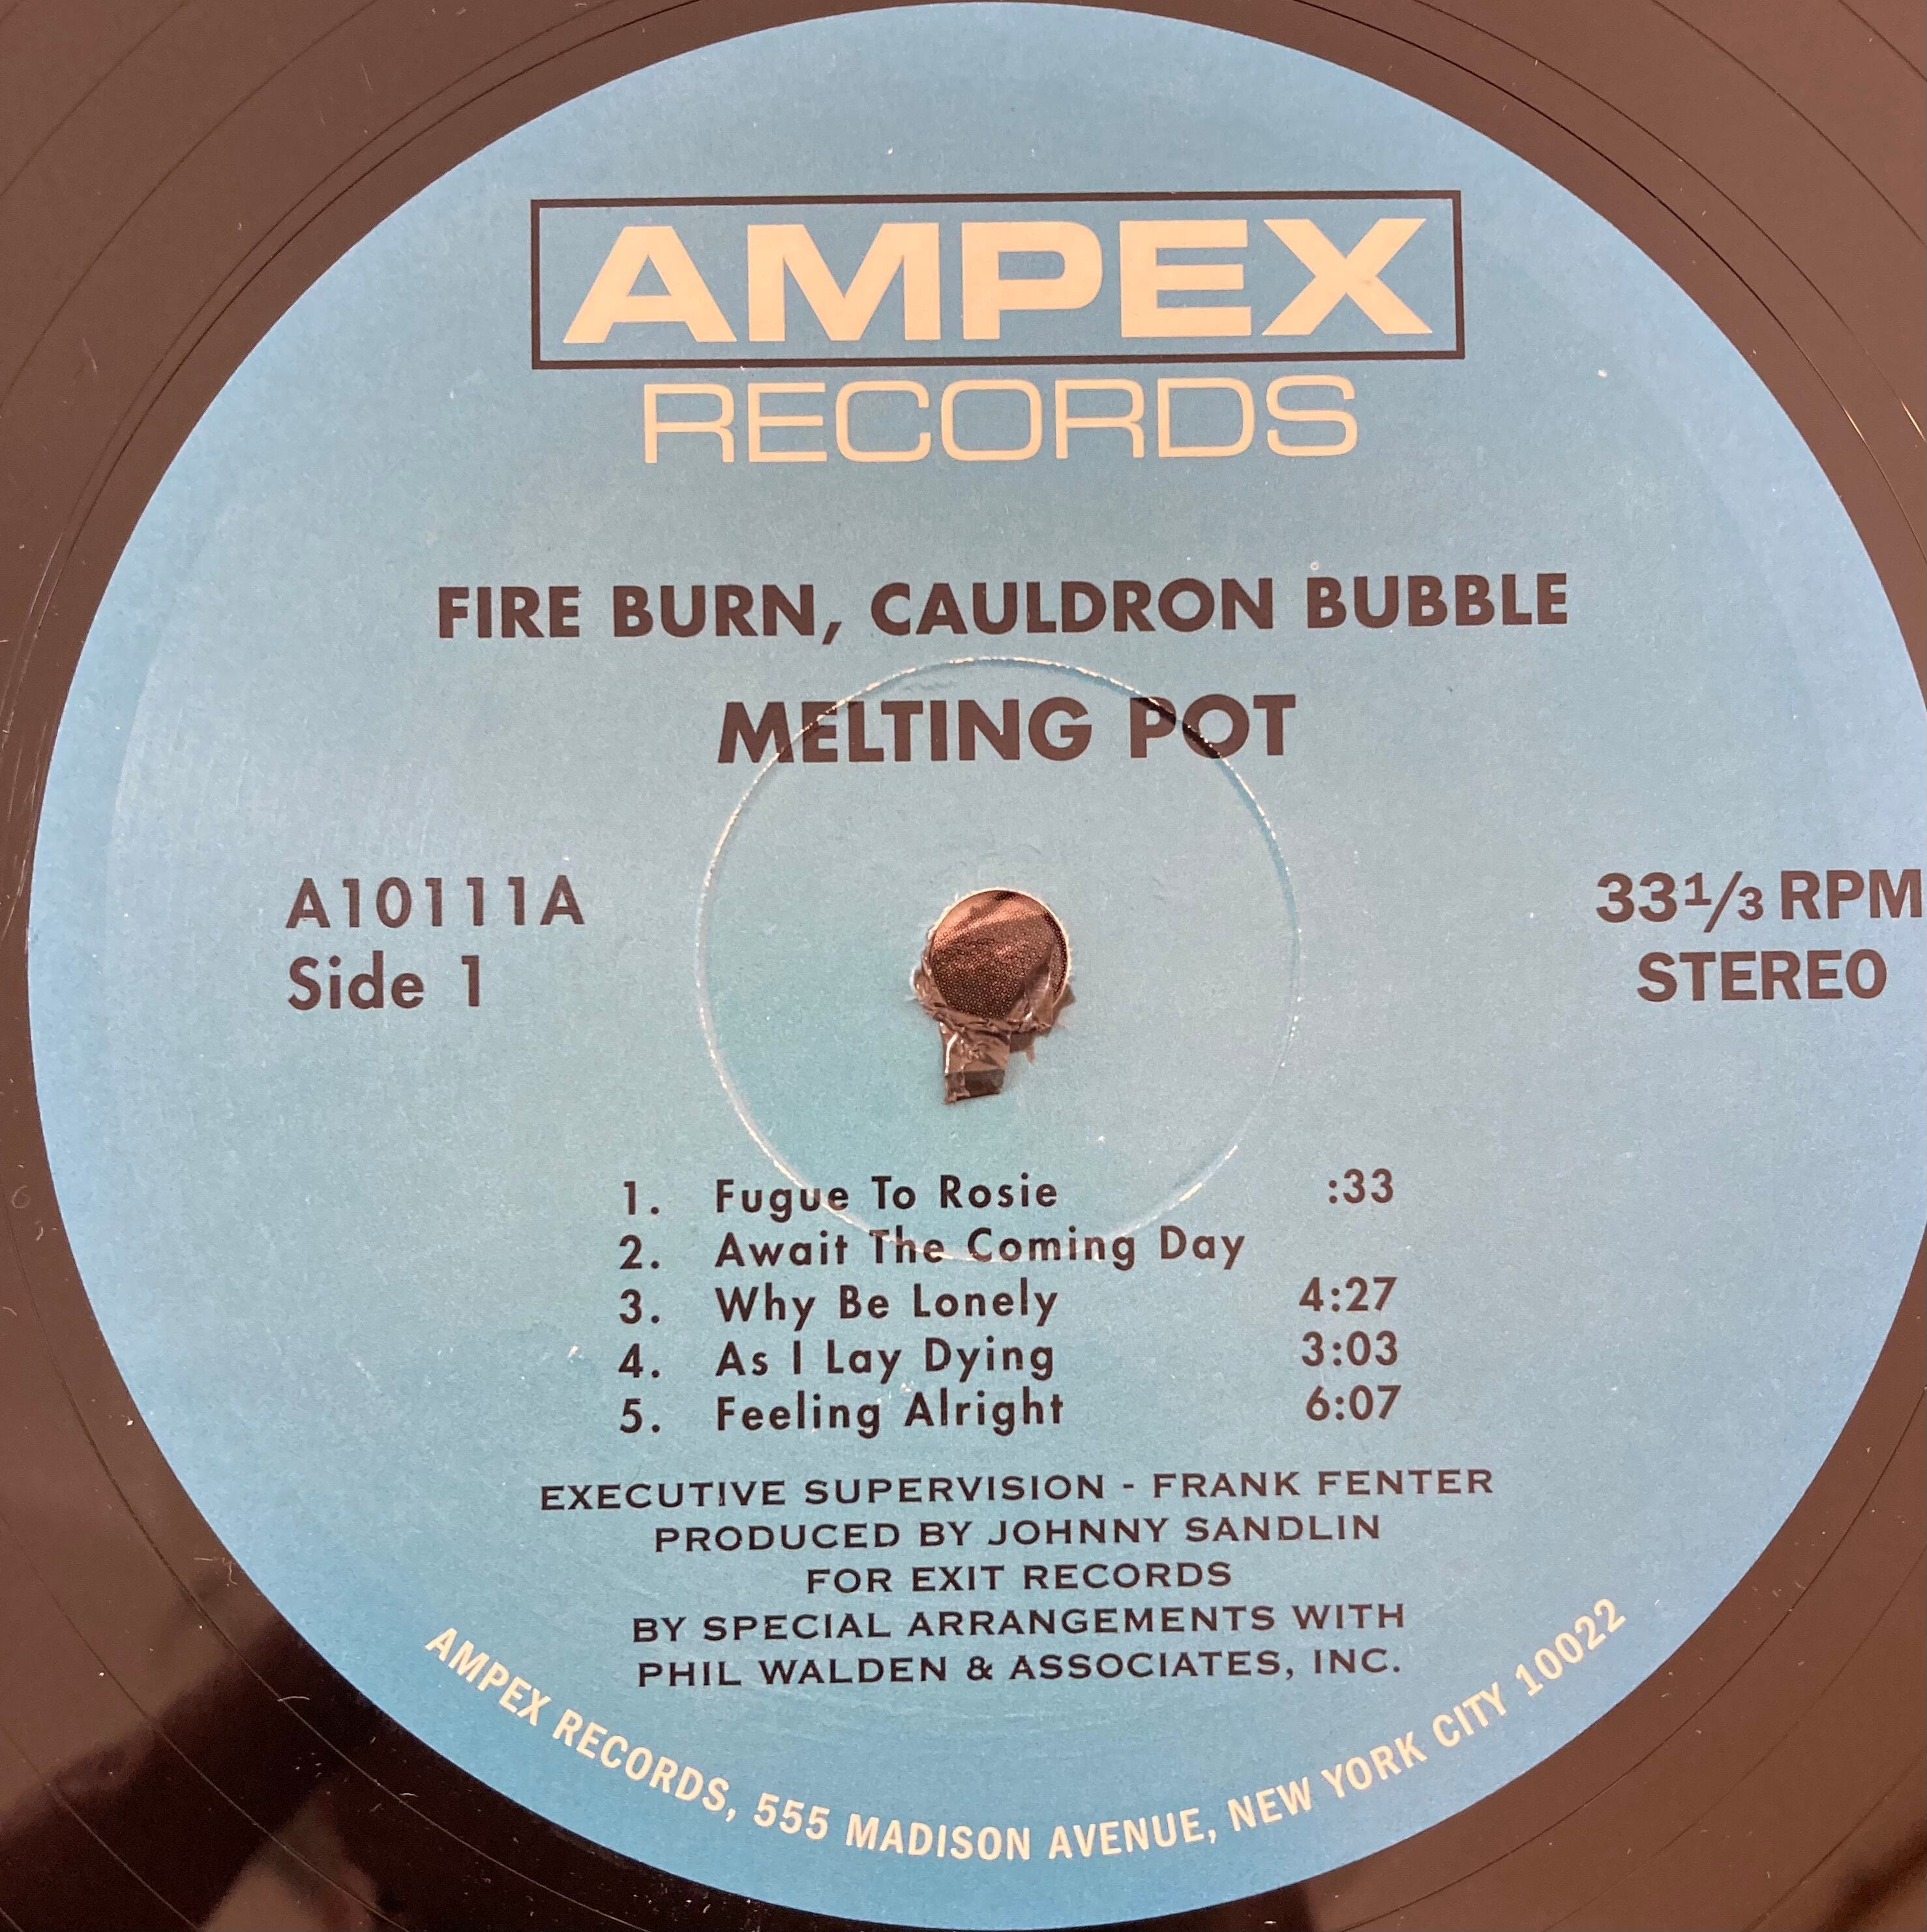 AMPEX
RECORDS
FIRE BURN, CAULDRON BUBBLE
MELTING POT
A10111A
Side 1
33 1/3 RPM
STEREO
1. Fugue To Rosie :33
2. Await The Coming Day
3. Why Be Lonely 4:27
4. As I Lay Dying 3:03
5. Feeling Alright 6:07
EXECUTIVE SUPERVISION - FRANK FENTER
PRODUCED BY JOHNNY SANDLIN
FOR EXIT RECORDS
BY SPECIAL ARRANGEMENTS WITH
PHIL WALDEN & ASSOCIATES, INC.
AMPEX RECORDS, 555 MADISON AVENUE, NEW YORK CITY 10022